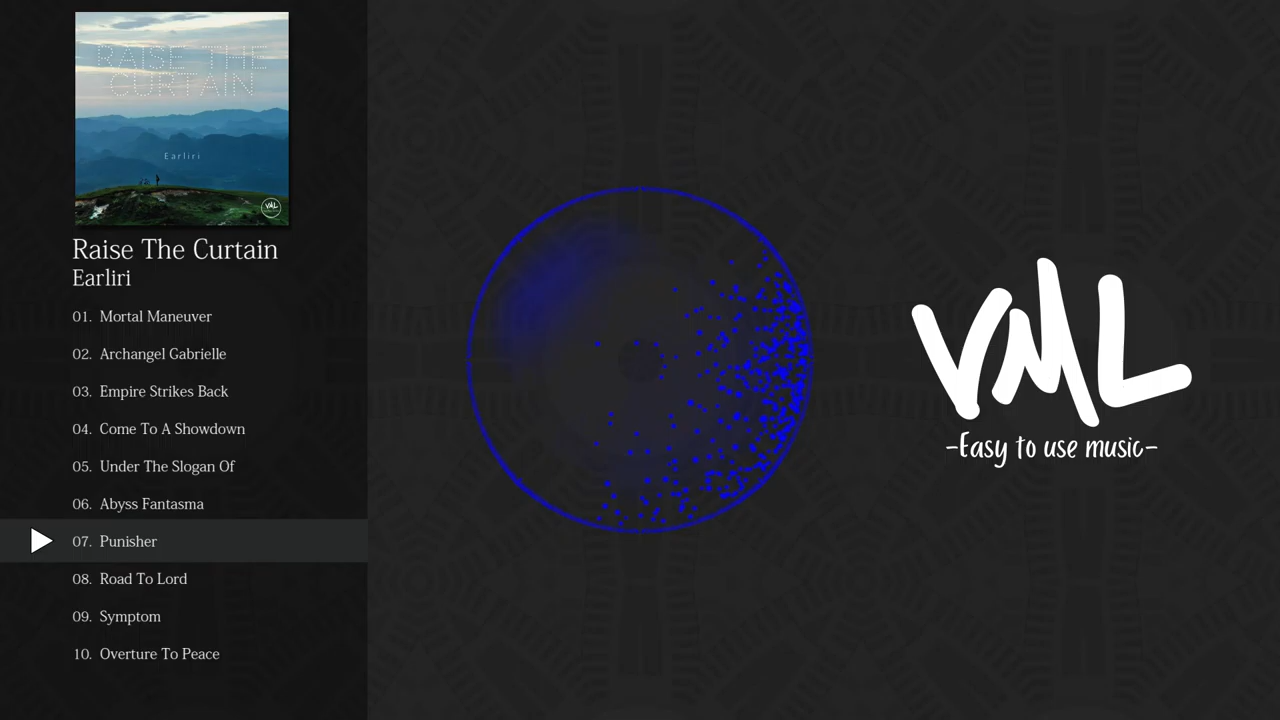 RAISE THE
CURTAIN
Earliri
VML
Raise The Curtain
Earliri
01. Mortal Maneuver
02. Archangel Gabrielle
03. Empire Strikes Back
04. Come To A Showdown
05. Under The Slogan Of
06. Abyss Fantasma
07. Punisher
08. Road To Lord
09. Symptom
10. Overture To Peace
VML
-Easy to use music-